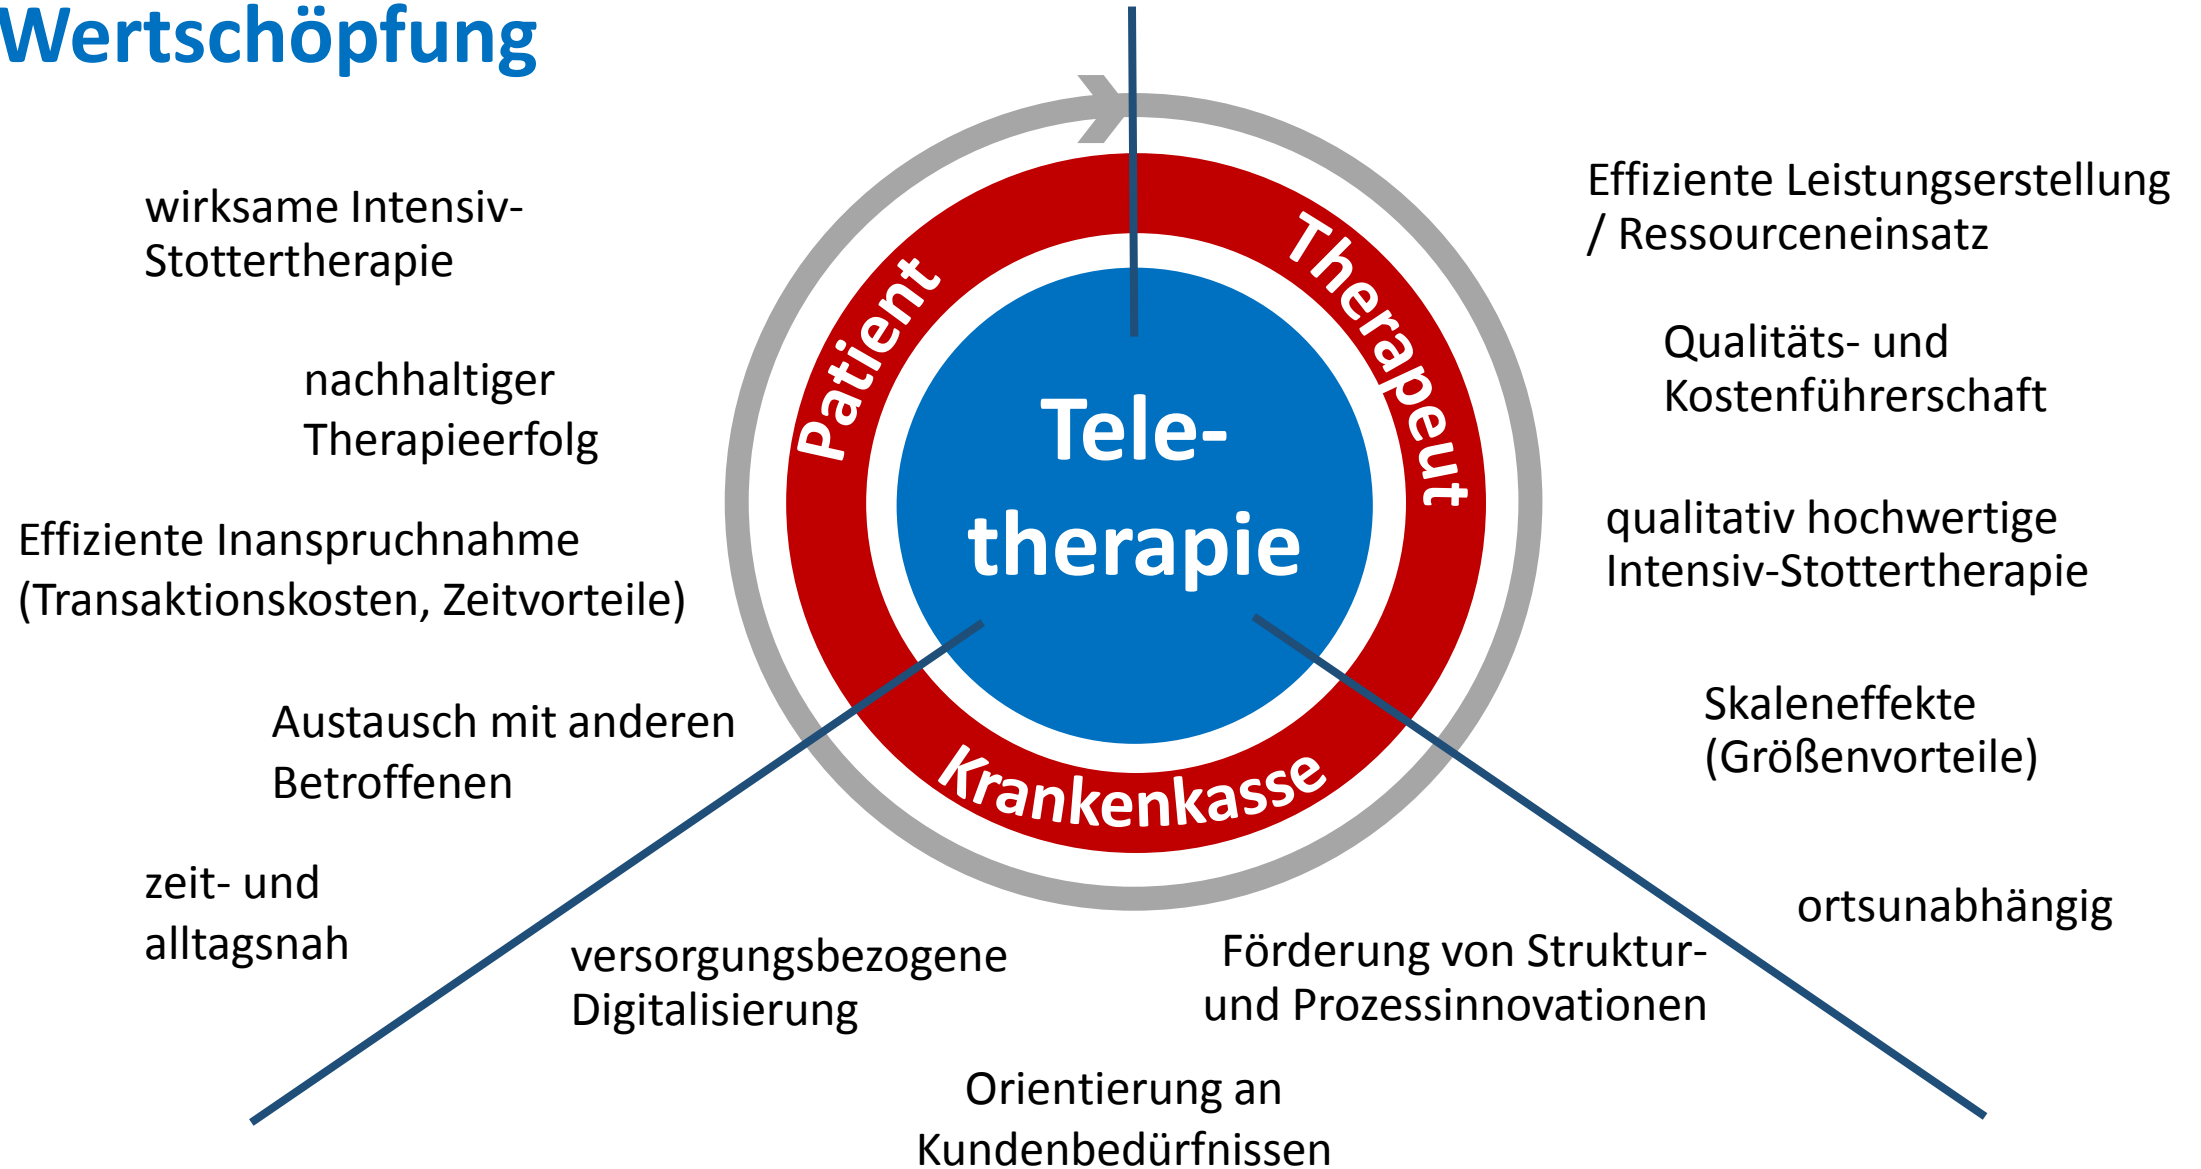 Wertschöpfung
wirksame Intensiv-
Stottertherapie
nachhaltiger
Therapieerfolg
Effiziente Inanspruchnahme
(Transaktionskosten, Zeitvorteile)
Austausch mit anderen
Betroffenen
zeit- und
alltagsnah
Patient
Therapeut
Krankenkasse
Tele-
therapie
Effiziente Leistungserstellung
/ Ressourceneinsatz
Qualitäts- und
Kostenführerschaft
qualitativ hochwertige
Intensiv-Stottertherapie
Skaleneffekte
(Größenvorteile)
ortsunabhängig
versorgungsbezogene
Digitalisierung
Förderung von Struktur-
und Prozessinnovationen
Orientierung an
Kundenbedürfnissen